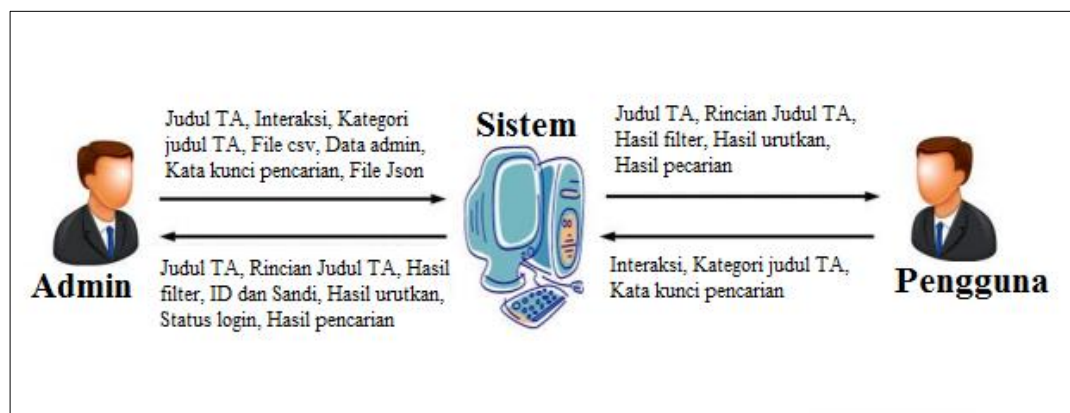 Judul TA, Interaksi, Kategori
judul TA, File csv, Data admin,
Kata kunci pencarian, File Json
Sistem
Judul TA, Rincian Judul TA,
Hasil filter, Hasil urutkan,
Hasil pecarian
Admin
Judul TA, Rincian Judul TA, Hasil
filter, ID dan Sandi, Hasil urutkan,
Status login, Hasil pencarian
Interaksi, Kategori judul TA,
Kata kunci pencarian
Pengguna